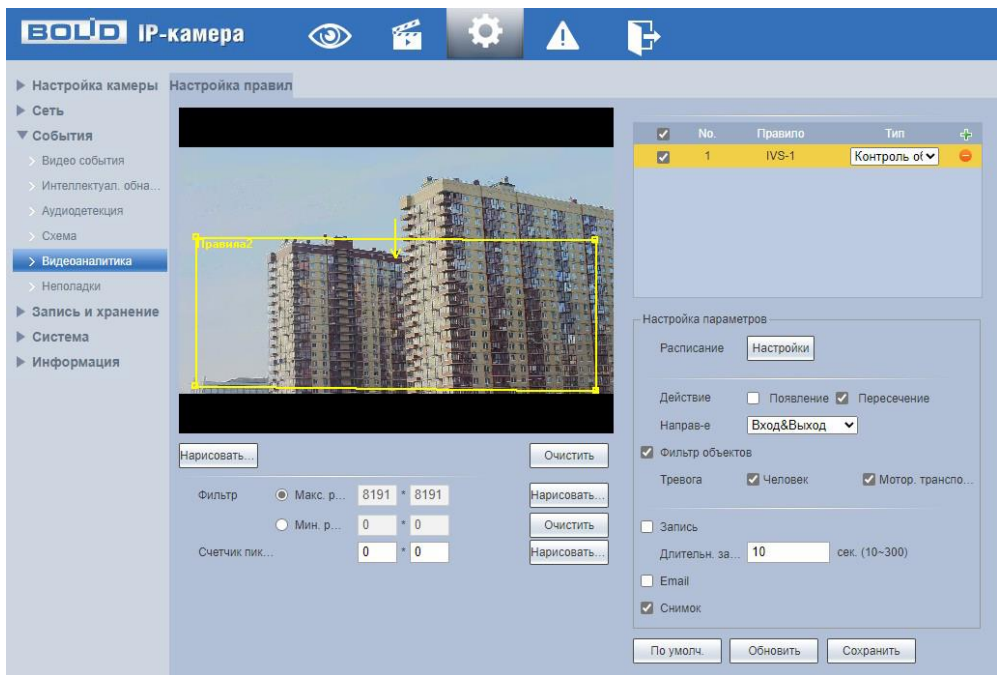 BOLID IP-камера
Настройка камеры
Сеть
События
Видео события
Интеллектуал. обна...
Аудиодетекция
Схема
Видеоаналитика
Неполадки
Запись и хранение
Система
Информация
Настройка правил
Правила2
Нарисовать... Очистить
Фильтр Макс. р... 8191 * 8191 Нарисовать...
Мин. р... 0 * 0 Очистить
Счетчик пик... 0 * 0 Нарисовать...
No. Правило Тип
1 IVS-1 Контроль об
Настройка параметров
Расписание Настройки
Действие Появление Пересечение
Направ-е Вход&Выход
Фильтр объектов
Тревога Человек Мотор. транспо...
Запись
Длительн. за... 10 сек. (10~300)
Email
Снимок
По умолч. Обновить Сохранить